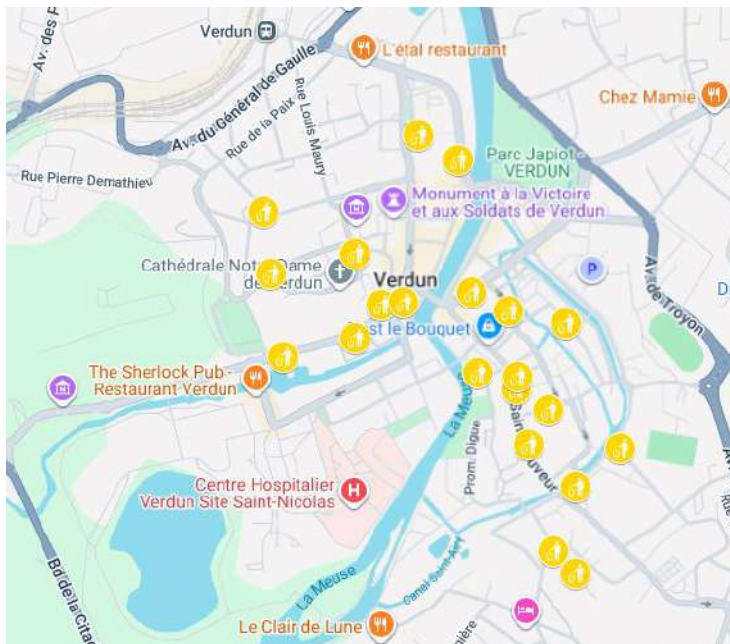 Av. des
Verdun
L'étal restaurant
Av. du Général de Gaulle
Rue de la Paix
Rue Louis Maury
Chez Mamie
Parc Japiot -
VERDUN
Rue Pierre Demathieu
Monument à la Victoire
et aux Soldats de Verdun
Cathédrale Notre-Dame
de Verdun
Verdun
P
Av. de Troyon
st le Bouquet
The Sherlock Pub -
Restaurant Verdun
La Meuse
Prom. Digue
Centre Hospitalier
Verdun Site Saint-Nicolas
H
La Meuse
Canal Saint-Airy
Bd de la Citad
Rue
Le Clair de Lune